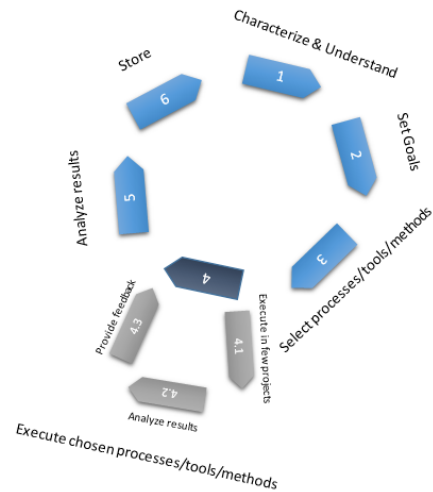 Characterize & Understand
1
Set Goals
2
Select processes/tools/methods
3
4
Execute in few projects
4.1
Analyze results
4.2
Provide feedback
4.3
Execute chosen processes/tools/methods
Analyze results
5
Store
6